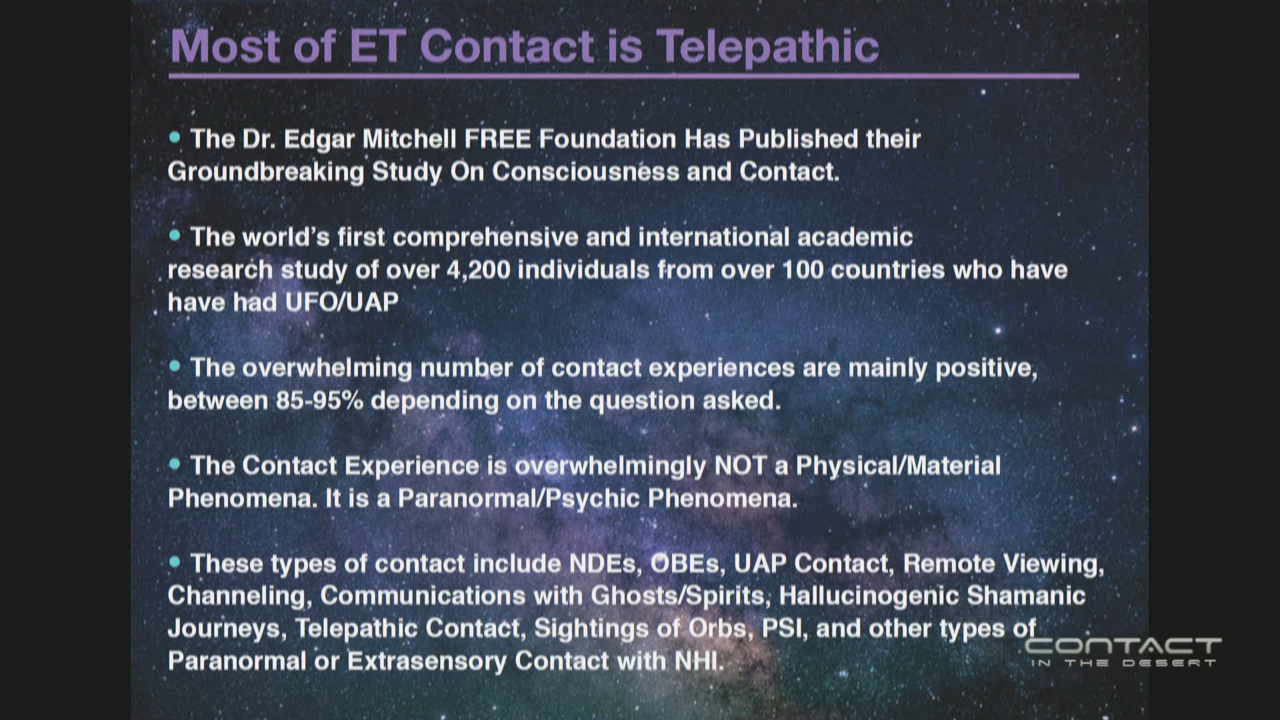 Most of ET Contact is Telepathic
• The Dr. Edgar Mitchell FREE Foundation Has Published their
Groundbreaking Study On Consciousness and Contact.
• The world's first comprehensive and international academic
research study of over 4,200 individuals from over 100 countries who have
have had UFO/UAP
• The overwhelming number of contact experiences are mainly positive,
between 85-95% depending on the question asked.
• The Contact Experience is overwhelmingly NOT a Physical/Material
Phenomena. It is a Paranormal/Psychic Phenomena.
• These types of contact include NDEs, OBEs, UAP Contact, Remote Viewing,
Channeling, Communications with Ghosts/Spirits, Hallucinogenic Shamanic
Journeys, Telepathic Contact, Sightings of Orbs, PSI, and other types of
Paranormal or Extrasensory Contact with NHI.
CONTACT
IN THE DESERT